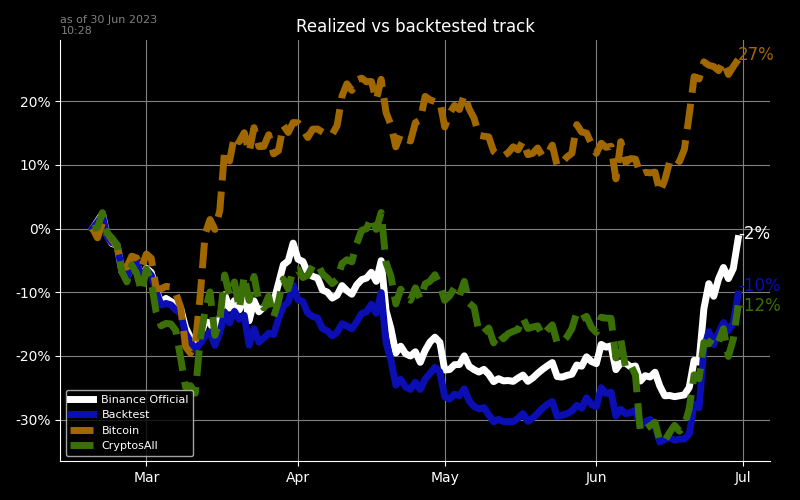 as of 30 Jun 2023
10:28
Realized vs backtested track
27%
20%
10%
0%
-2%
-10%
-10%
-12%
-20%
-30%
Binance Official
Backtest
Bitcoin
CryptosAll
Mar Apr May Jun Jul